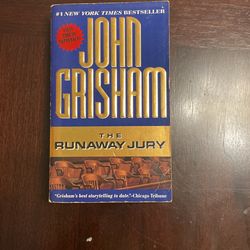 #1 NEW YORK TIMES BESTSELLER
JOHN
GRISHAM
THE
RUNAWAY JURY
"Grisham's best storytelling to date."-Chicago Tribune